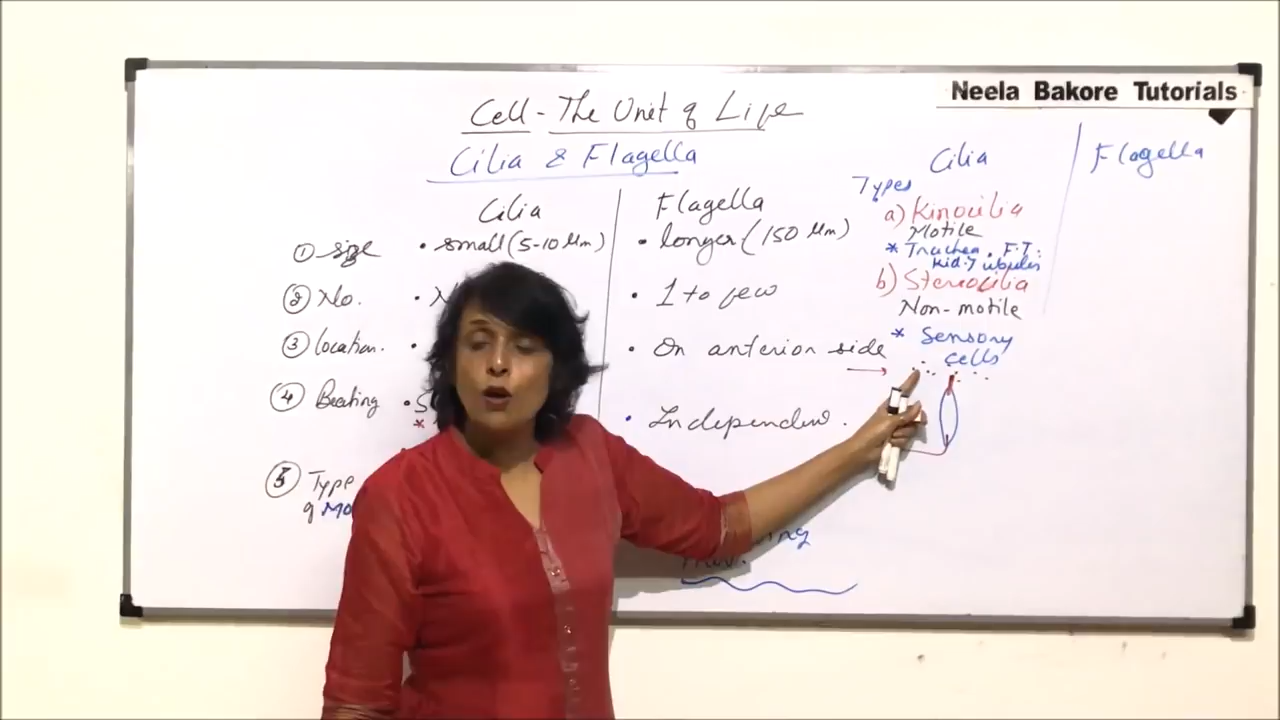 Neela Bakore Tutorials
Cell - The Unit of Life
Cilia & Flagella
Cilia
Flagella
① size
• small (5-10 µm)
• longer (150 µm)
② No.
• 1 to few
③ location.
• On anterior side
④ Beating
• Independent.
⑤ Type
of
Cilia
Flagella
Types
a) Kinocilia
Motile
* Trachea. F.T.
Kid. Tubules
b) Stereocilia
Non-motile
* Sensory
cells